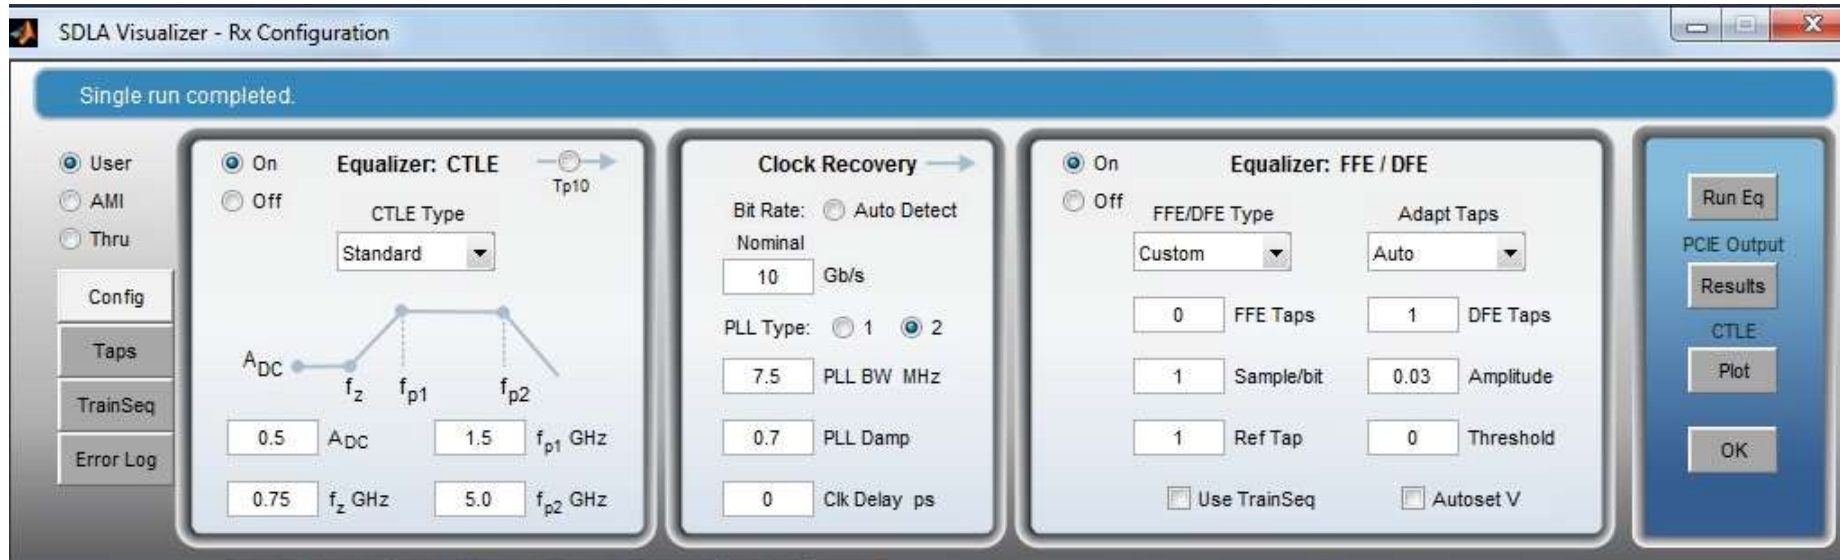 SDLA Visualizer - Rx Configuration
Single run completed.
User
AMI
Thru
Config
Taps
TrainSeq
Error Log
On
Off
Equalizer: CTLE
Tp10
CTLE Type
Standard
ADC
fz
fp1
fp2
0.5 ADC
1.5 fp1 GHz
0.75 fz GHz
5.0 fp2 GHz
Clock Recovery
Bit Rate: Auto Detect
Nominal
10 Gb/s
PLL Type: 1 2
7.5 PLL BW MHz
0.7 PLL Damp
0 Clk Delay ps
On
Off
Equalizer: FFE / DFE
FFE/DFE Type
Custom
Adapt Taps
Auto
0 FFE Taps
1 DFE Taps
1 Sample/bit
0.03 Amplitude
1 Ref Tap
0 Threshold
Use TrainSeq
Autoset V
Run Eq
PCIE Output
Results
CTLE
Plot
OK